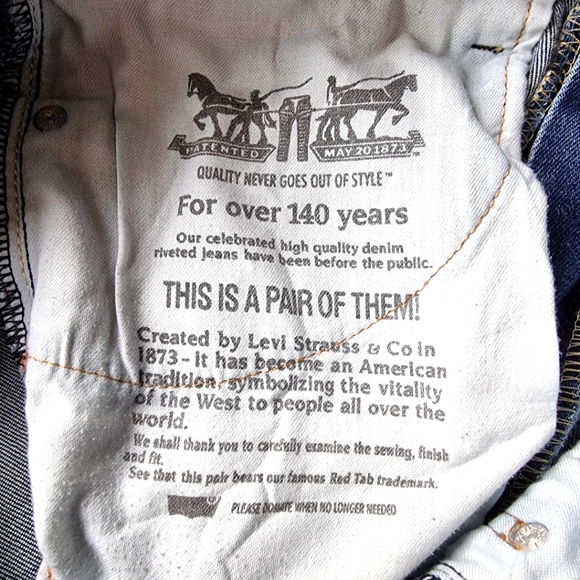 PATENTED MAY 20 1873 ™
QUALITY NEVER GOES OUT OF STYLE™
For over 140 years
Our celebrated high quality denim
riveted jeans have been before the public.
THIS IS A PAIR OF THEM!
Created by Levi Strauss & Co in
1873 - it has become an American
tradition, symbolizing the vitality
of the West to people all over the
world.
We shall thank you to carefully examine the sewing, finish
and fit.
See that this pair bears our famous Red Tab trademark.
PLEASE DONATE WHEN NO LONGER NEEDED